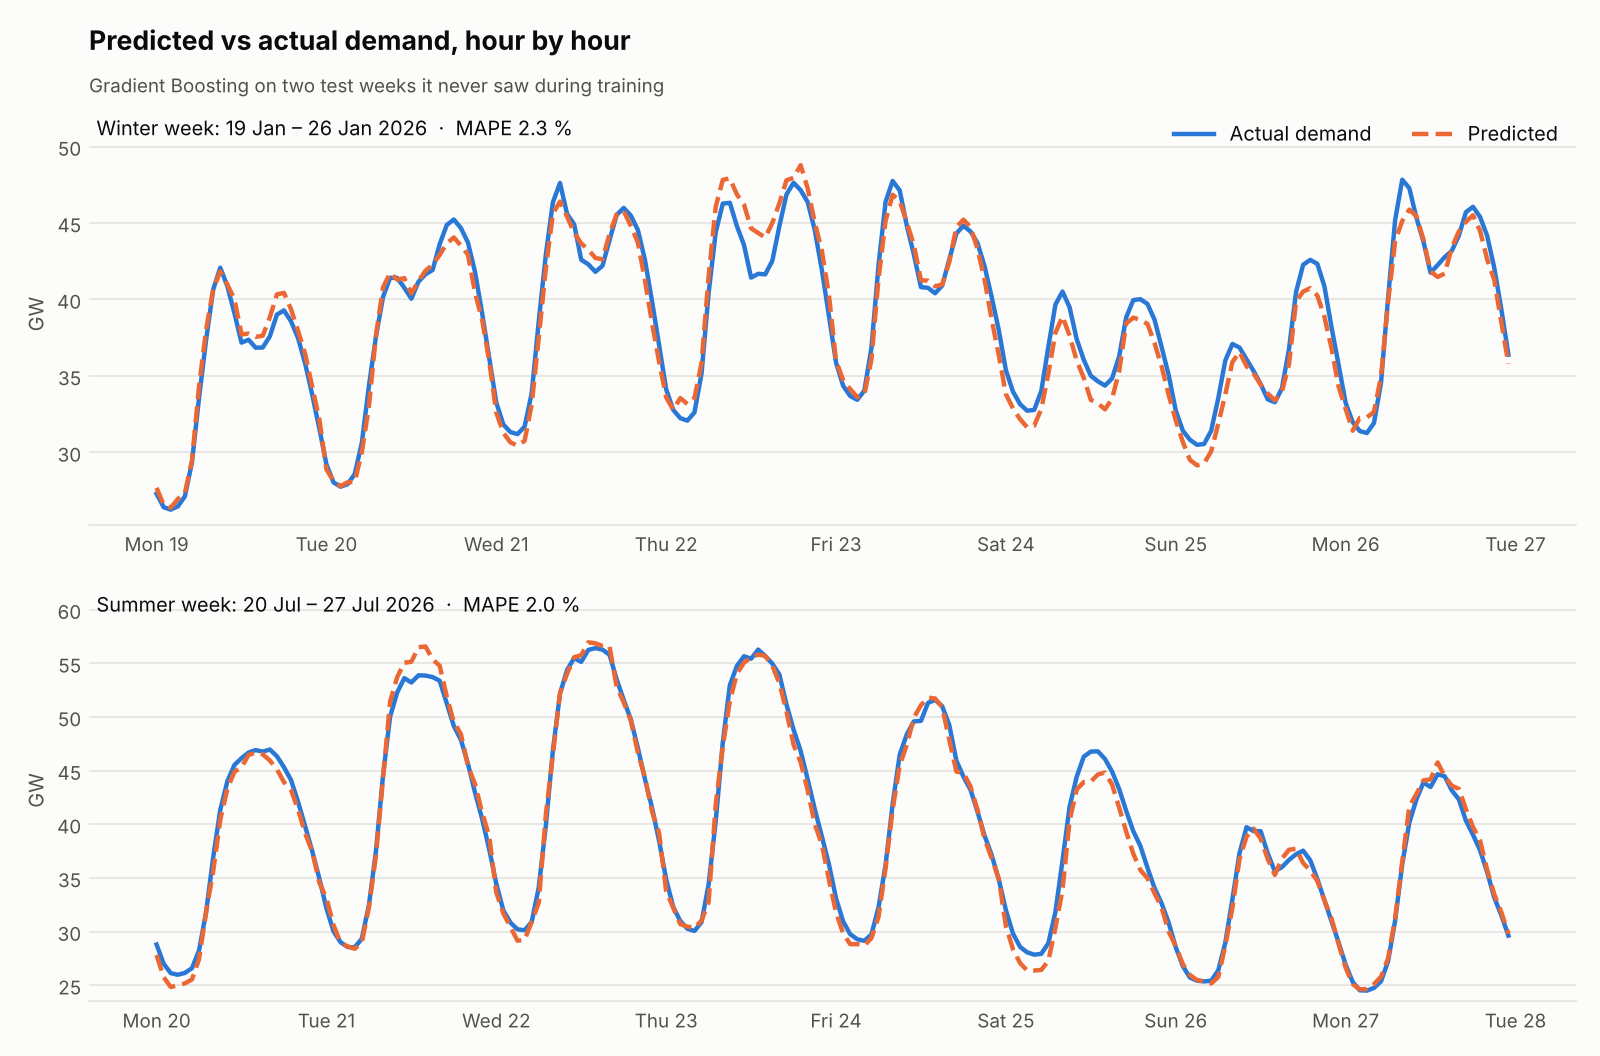 Predicted vs actual demand, hour by hour
Gradient Boosting on two test weeks it never saw during training
Winter week: 19 Jan – 26 Jan 2026 · MAPE 2.3 %
Actual demand
Predicted
50
45
40
35
30
GW
Mon 19
Tue 20
Wed 21
Thu 22
Fri 23
Sat 24
Sun 25
Mon 26
Tue 27
Summer week: 20 Jul – 27 Jul 2026 · MAPE 2.0 %
60
55
50
45
40
35
30
25
GW
Mon 20
Tue 21
Wed 22
Thu 23
Fri 24
Sat 25
Sun 26
Mon 27
Tue 28